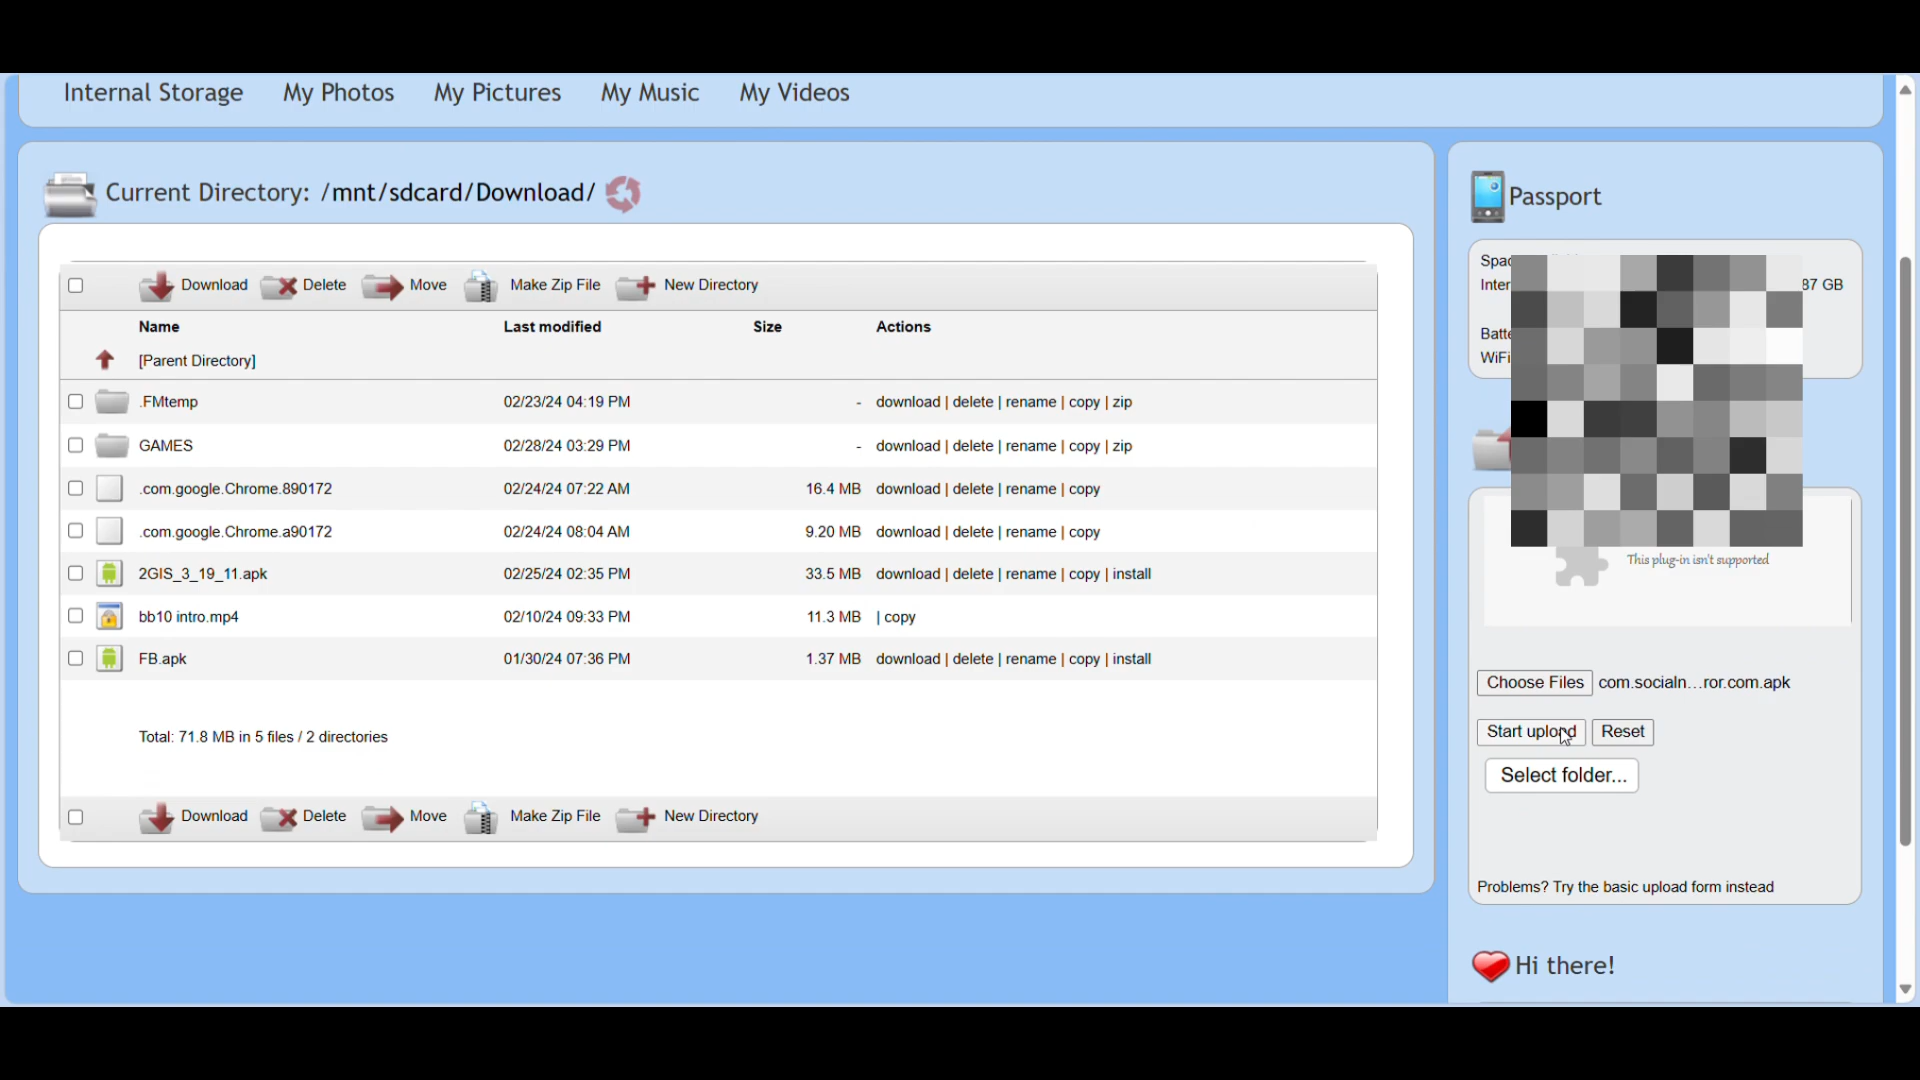 Internal Storage My Photos My Pictures My Music My Videos
Current Directory: /mnt/sdcard/Download/
Download Delete Move Make Zip File New Directory
Name Last modified Size Actions
[Parent Directory]
.FMtemp 02/23/24 04:19 PM - download | delete | rename | copy | zip
GAMES 02/28/24 03:29 PM - download | delete | rename | copy | zip
.com.google.Chrome.890172 02/24/24 07:22 AM 16.4 MB download | delete | rename | copy
.com.google.Chrome.a90172 02/24/24 08:04 AM 9.20 MB download | delete | rename | copy
2GIS_3_19_11.apk 02/25/24 02:35 PM 33.5 MB download | delete | rename | copy | install
bb10 intro.mp4 02/10/24 09:33 PM 11.3 MB | copy
FB.apk 01/30/24 07:36 PM 1.37 MB download | delete | rename | copy | install
Total: 71.8 MB in 5 files / 2 directories
Download Delete Move Make Zip File New Directory
Passport
87 GB
WiFi
This plug-in isn't supported
Choose Files com.socialn...ror.com.apk
Start upload Reset
Select folder...
Problems? Try the basic upload form instead
Hi there!